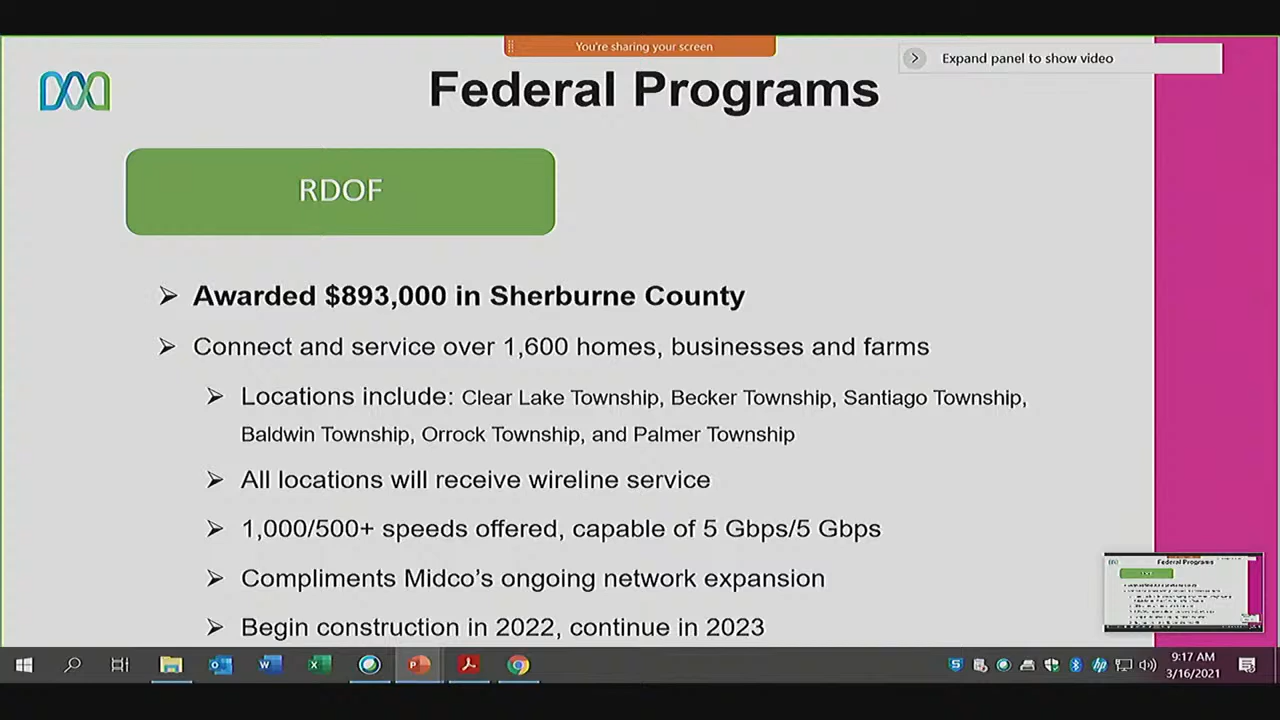 You're sharing your screen
Expand panel to show video
Federal Programs
RDOF
Awarded $893,000 in Sherburne County
Connect and service over 1,600 homes, businesses and farms
Locations include: Clear Lake Township, Becker Township, Santiago Township,
Baldwin Township, Orrock Township, and Palmer Township
All locations will receive wireline service
1,000/500+ speeds offered, capable of 5 Gbps/5 Gbps
Compliments Midco's ongoing network expansion
Begin construction in 2022, continue in 2023
Federal Programs
9:17 AM
3/16/2021